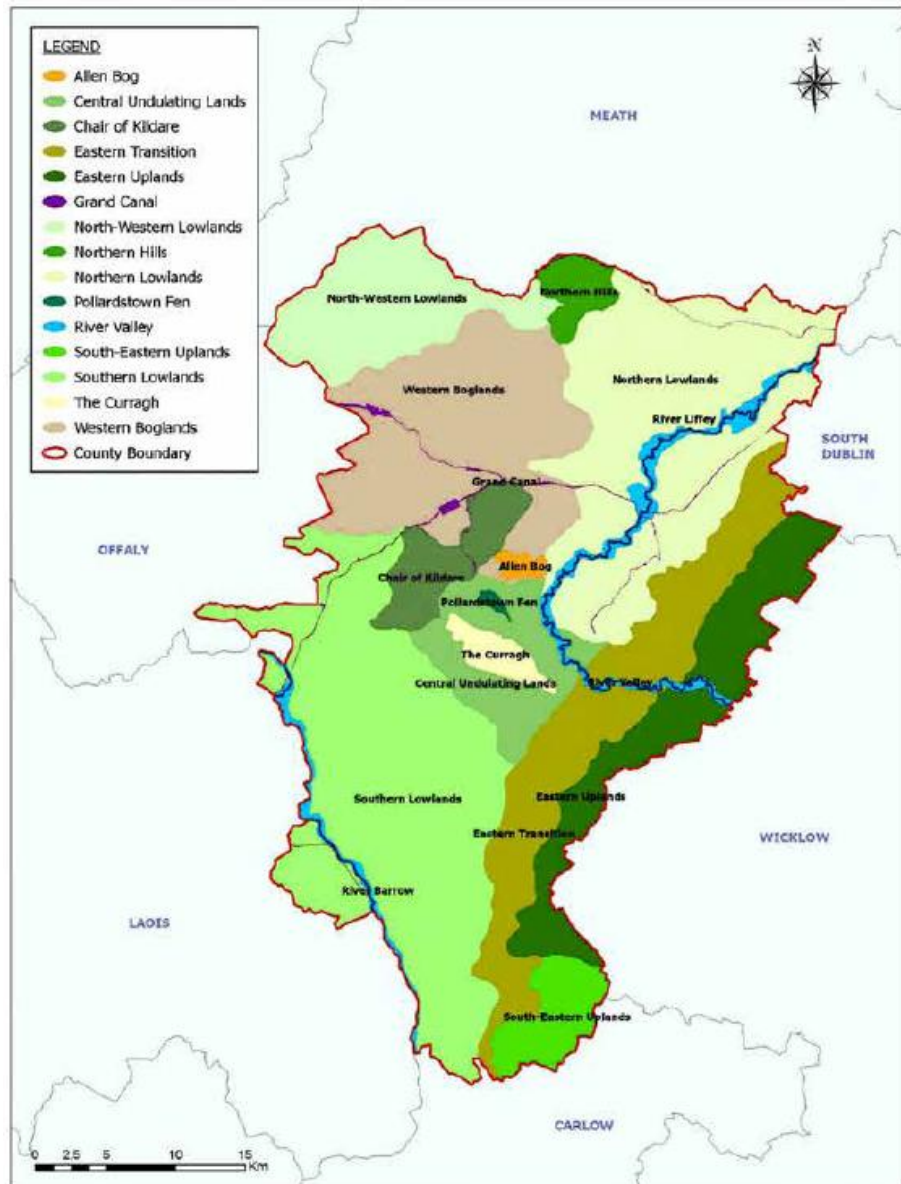 LEGEND
Allen Bog
Central Undulating Lands
Chair of Kildare
Eastern Transition
Eastern Uplands
Grand Canal
North-Western Lowlands
Northern Hills
Northern Lowlands
Pollardstown Fen
River Valley
South-Eastern Uplands
Southern Lowlands
The Curragh
Western Boglands
County Boundary
N
MEATH
North-Western Lowlands
Northern Hills
Northern Lowlands
Western Boglands
River Liffey
SOUTH
DUBLIN
Grand Canal
OFFALY
Allen Bog
Chair of Kildare
Pollardstown Fen
The Curragh
Central Undulating Lands
River Valley
Southern Lowlands
Eastern Uplands
Eastern Transition
WICKLOW
River Barrow
LAOIS
South-Eastern Uplands
CARLOW
0 2.5 5 10 15
Km